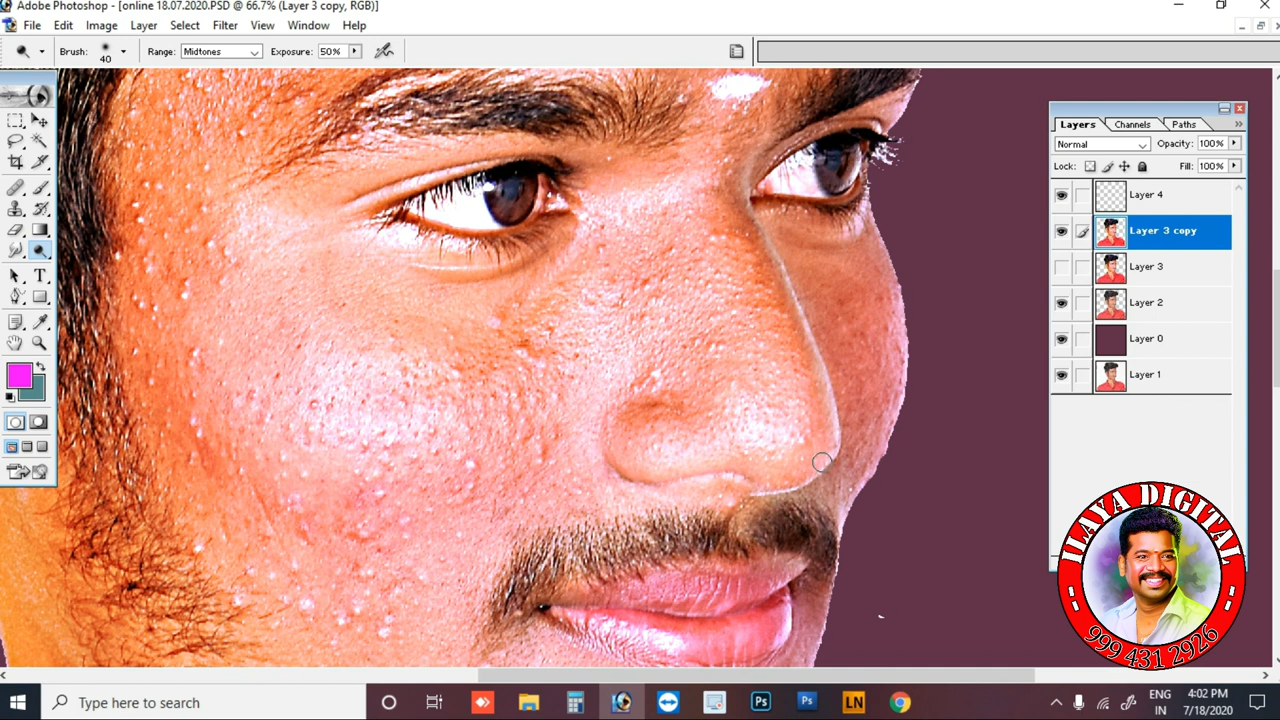 Adobe Photoshop - [online 18.07.2020.PSD @ 66.7% (Layer 3 copy, RGB)]
File Edit Image Layer Select Filter View Window Help
Brush: 40 Range: Midtones Exposure: 50%
Layers Channels Paths
Normal Opacity: 100%
Lock: Fill: 100%
Layer 4
Layer 3 copy
Layer 3
Layer 2
Layer 0
Layer 1
ILAYA DIGITAL
999 431 2926
Type here to search
Ps
Ps
LN
ENG
IN
4:02 PM
7/18/2020